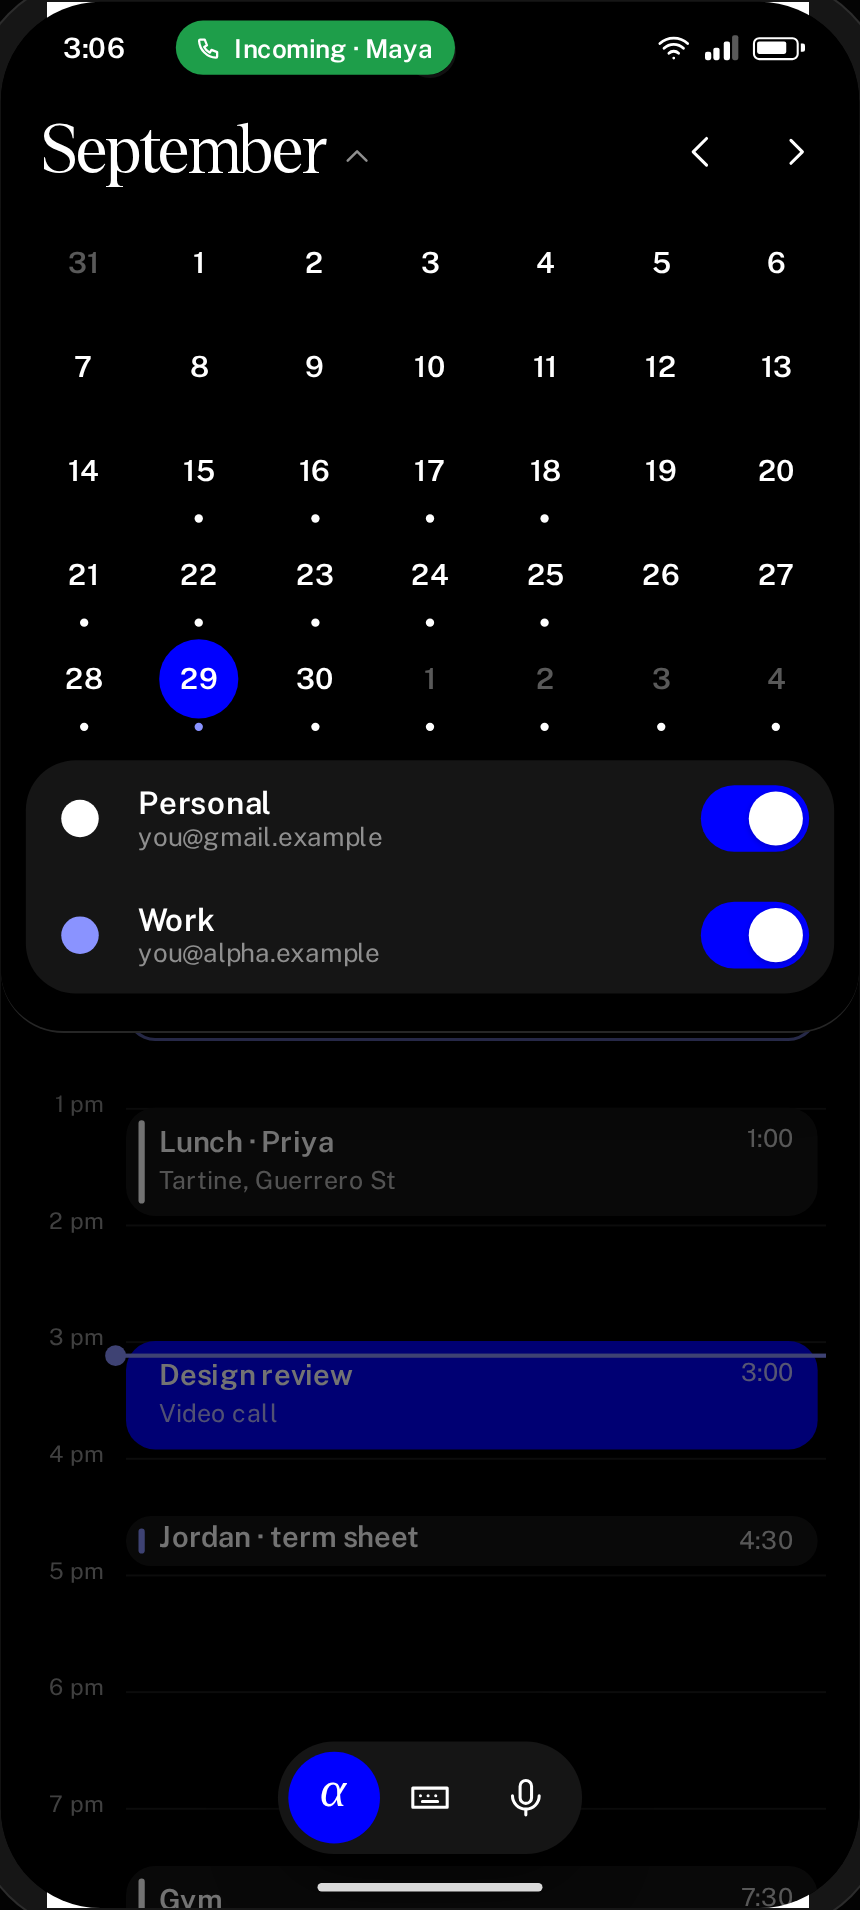 3:06
Incoming · Maya
September
31 1 2 3 4 5 6
7 8 9 10 11 12 13
14 15 16 17 18 19 20
21 22 23 24 25 26 27
28 29 30 1 2 3 4
Personal
you@gmail.example
Work
you@alpha.example
1 pm
Lunch · Priya 1:00
Tartine, Guerrero St
2 pm
3 pm
Design review 3:00
Video call
4 pm
Jordan · term sheet 4:30
5 pm
6 pm
α
7 pm
Gym 7:30